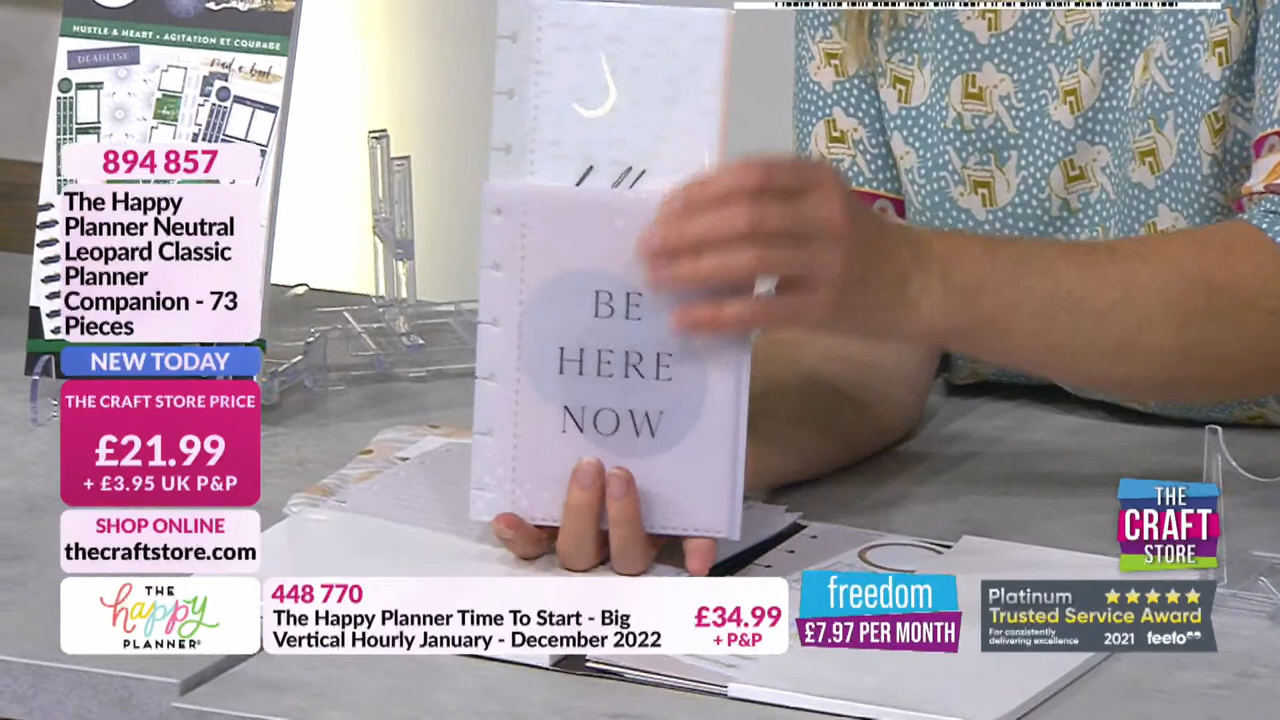 HUSTLE & HEART • AGITATION ET COURAGE
DEADLINE
read a book
894 857
The Happy
Planner Neutral
Leopard Classic
Planner
Companion - 73
Pieces
NEW TODAY
THE CRAFT STORE PRICE
£21.99
+ £3.95 UK P&P
SHOP ONLINE
thecraftstore.com
BE
HERE
NOW
THE
happy
PLANNER®
448 770
The Happy Planner Time To Start - Big
Vertical Hourly January - December 2022
£34.99
+ P&P
freedom
£7.97 PER MONTH
THE
CRAFT
STORE
Platinum
Trusted Service Award
For consistently
delivering excellence
2021 feefo